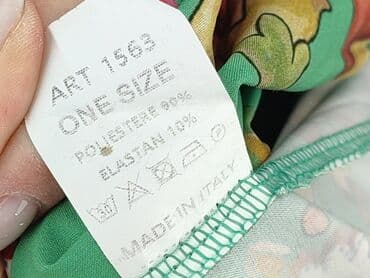 ART 1563
ONE SIZE
POLIESTERE 90%
ELASTAN 10%
MADE IN ITALY